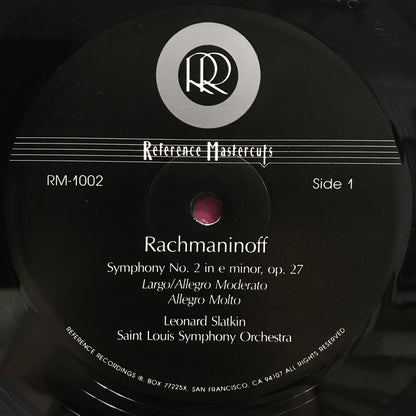 RR
Reference Mastercuts
RM-1002
Side 1
Rachmaninoff
Symphony No. 2 in e minor, op. 27
Largo/Allegro Moderato
Allegro Molto
Leonard Slatkin
Saint Louis Symphony Orchestra
REFERENCE RECORDINGS ®, BOX 77225X, SAN FRANCISCO, CA 94107 ALL RIGHTS RESERVED